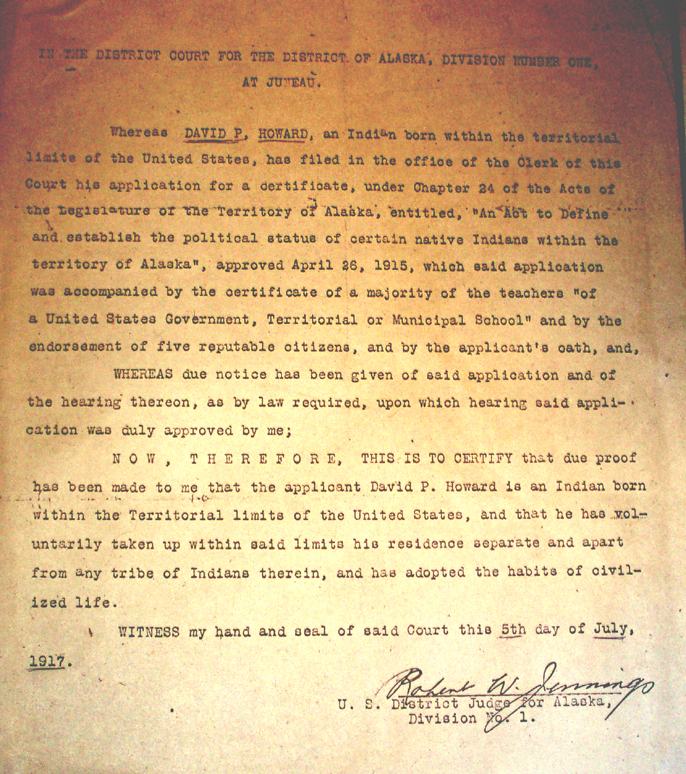 IN THE DISTRICT COURT FOR THE DISTRICT OF ALASKA, DIVISION NUMBER ONE,
AT JUNEAU.
Whereas DAVID P. HOWARD, an Indian born within the territorial
limits of the United States, has filed in the office of the Clerk of this
Court his application for a certificate, under Chapter 24 of the Acts of
the Legislature of the Territory of Alaska, entitled, "An Act to Define
and establish the political status of certain native Indians within the
territory of Alaska", approved April 26, 1915, which said application
was accompanied by the certificate of a majority of the teachers "of
a United States Government, Territorial or Municipal School" and by the
endorsement of five reputable citizens, and by the applicant's oath, and,
WHEREAS due notice has been given of said application and of
the hearing thereon, as by law required, upon which hearing said appli-
cation was duly approved by me;
N O W , T H E R E F O R E, THIS IS TO CERTIFY that due proof
has been made to me that the applicant David P. Howard is an Indian born
within the Territorial limits of the United States, and that he has vol-
untarily taken up within said limits his residence separate and apart
from any tribe of Indians therein, and has adopted the habits of civil-
ized life.
WITNESS my hand and seal of said Court this 5th day of July,
1917.
Robert W. Jennings
U. S. District Judge for Alaska,
Division No. 1.